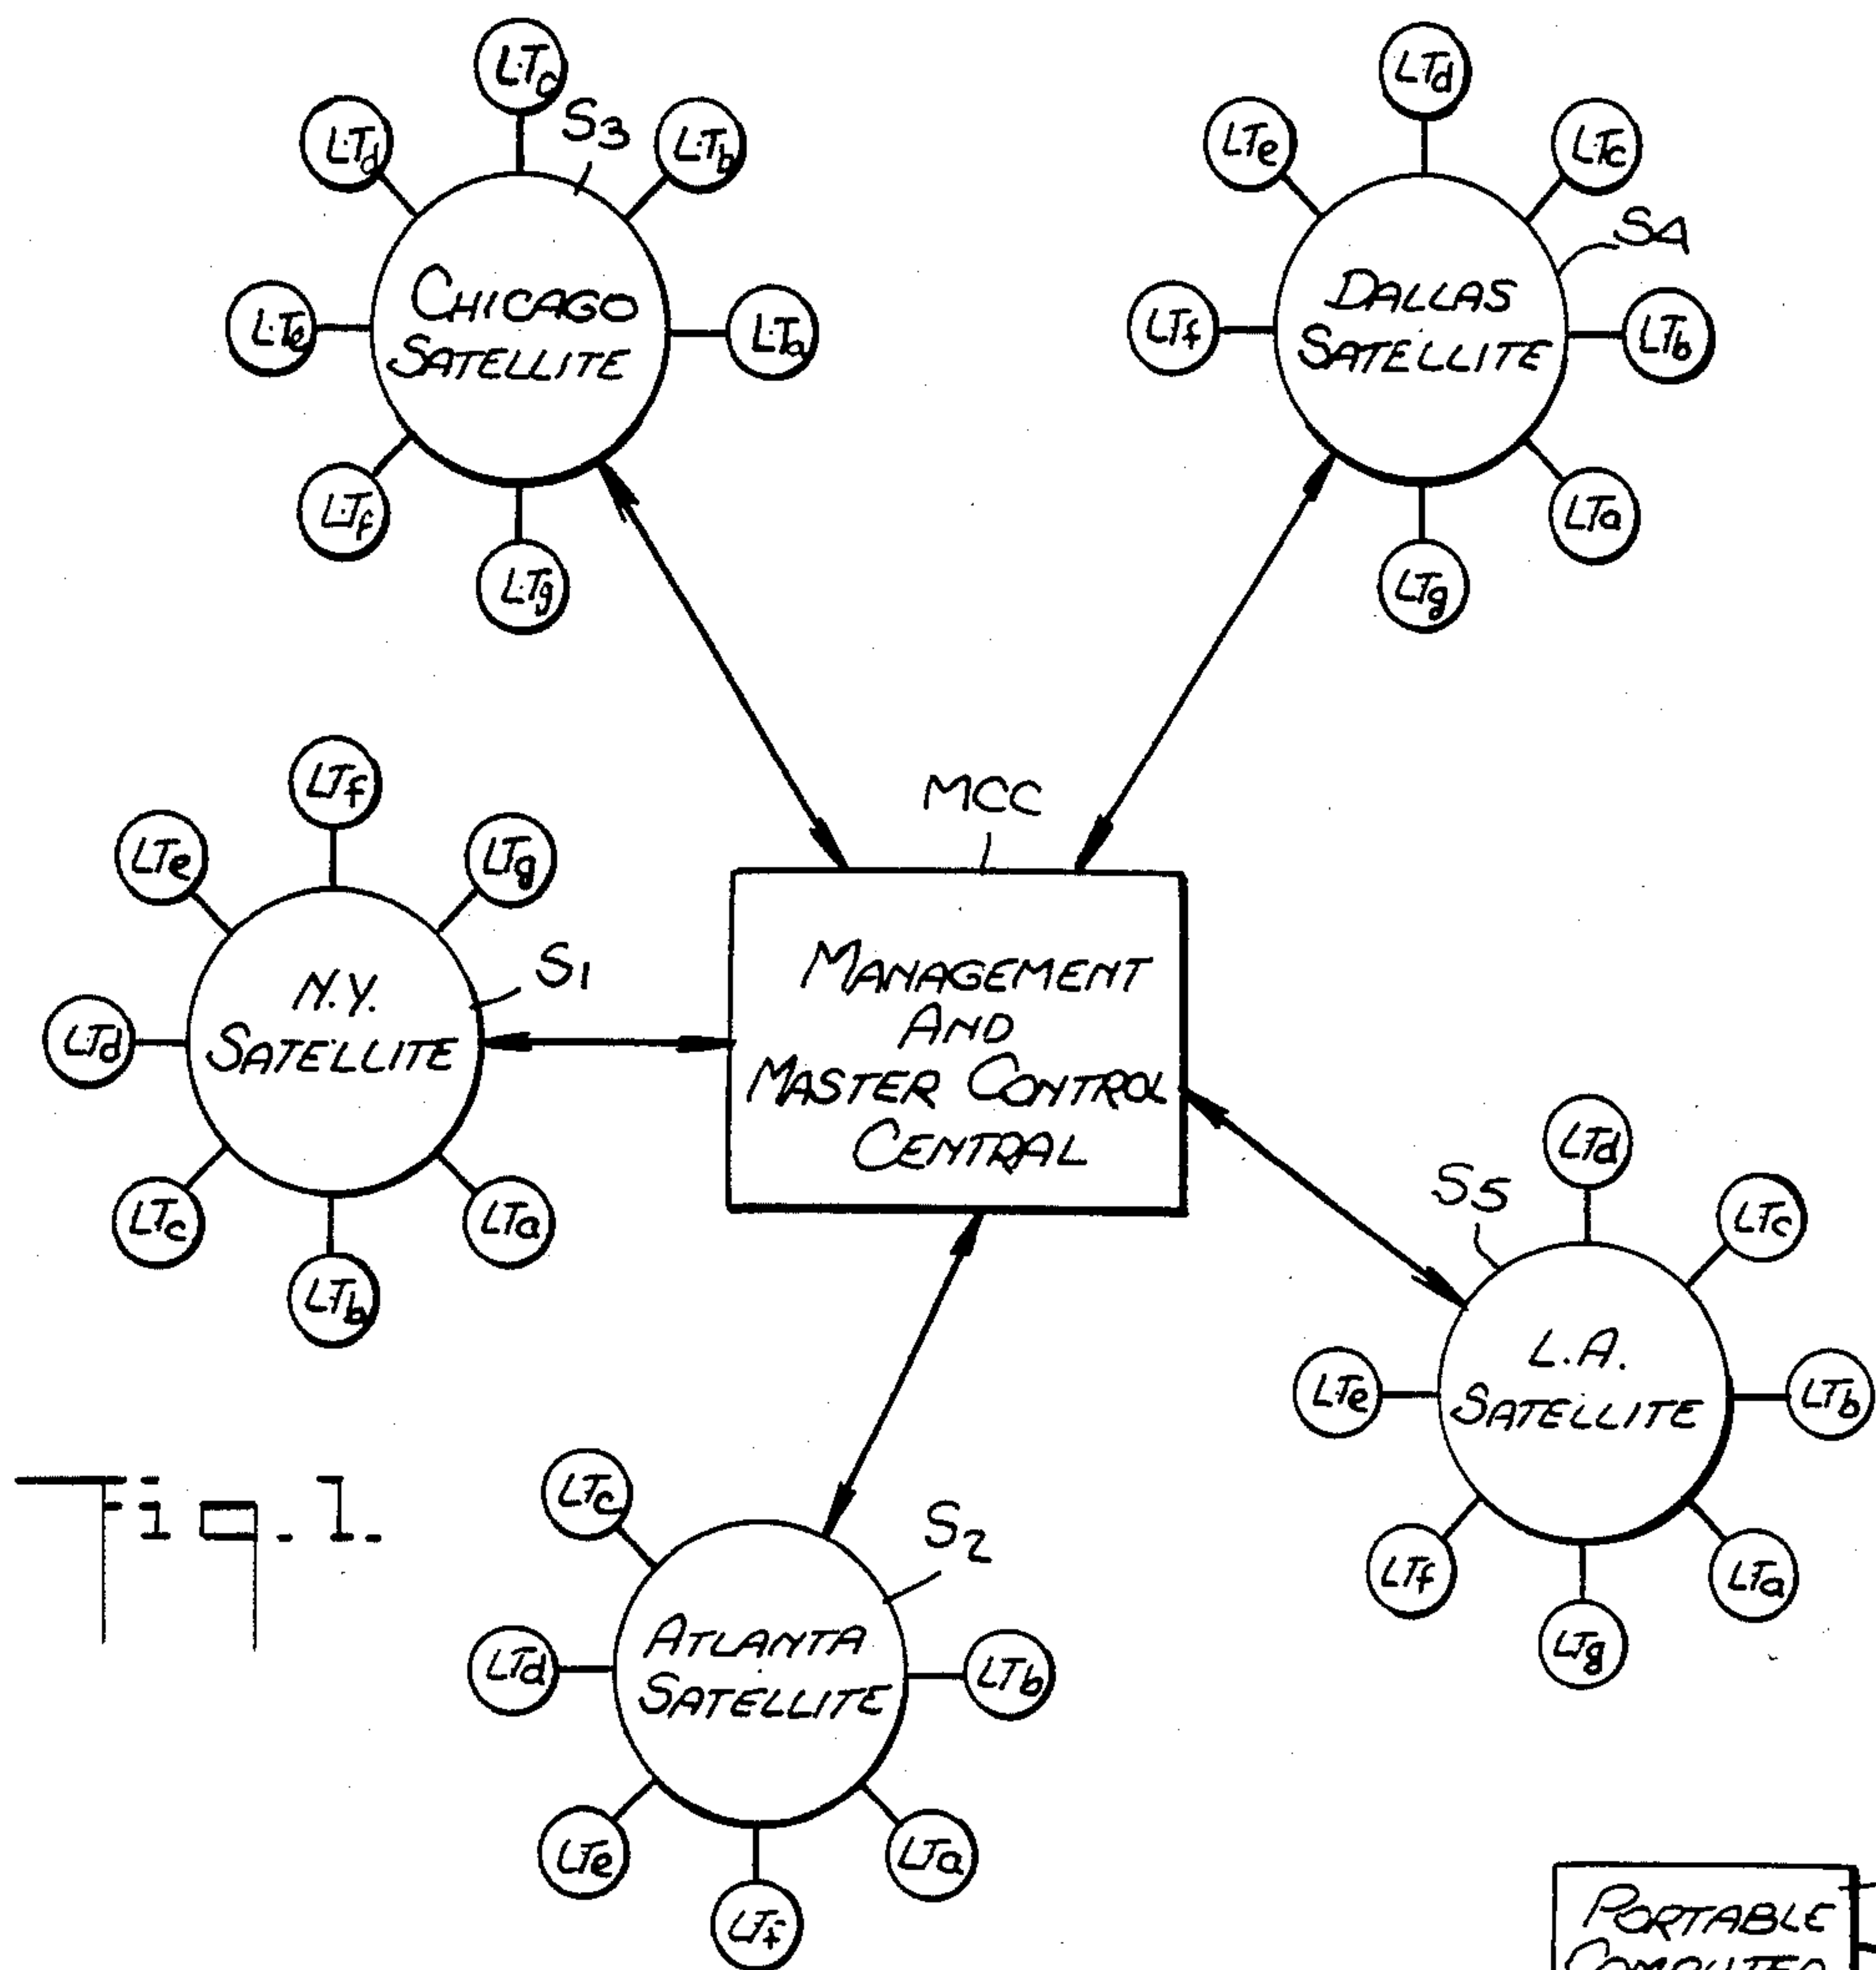 LTc
S3
LTd
LTb
CHICAGO
SATELLITE
LTe
LTa
LTf
LTg
LTd
LTe
LTc
S4
DALLAS
SATELLITE
LTf
LTb
LTa
LTg
MCC
MANAGEMENT
AND
MASTER CONTROL
CENTRAL
LTf
LTe
LTg
S1
N.Y.
SATELLITE
LTd
LTc
LTa
LTb
LTd
S5
LTc
L.A.
SATELLITE
LTe
LTb
LTf
LTa
LTg
Fig. 1.
LTc
S2
ATLANTA
SATELLITE
LTd
LTb
LTe
LTa
LTf
PORTABLE
COMPUTER